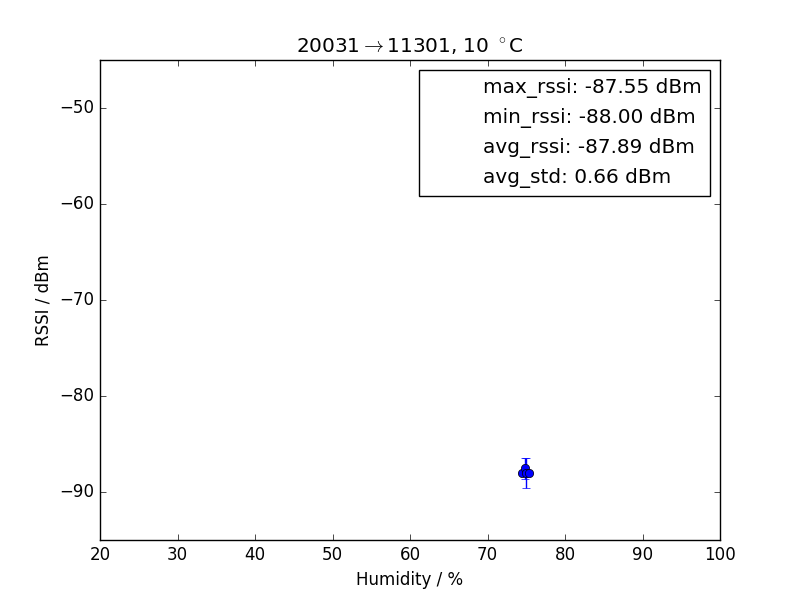 20031→11301, 10 °C
max_rssi: -87.55 dBm
min_rssi: -88.00 dBm
avg_rssi: -87.89 dBm
avg_std: 0.66 dBm
RSSI / dBm
−50
−60
−70
−80
−90
20 30 40 50 60 70 80 90 100
Humidity / %